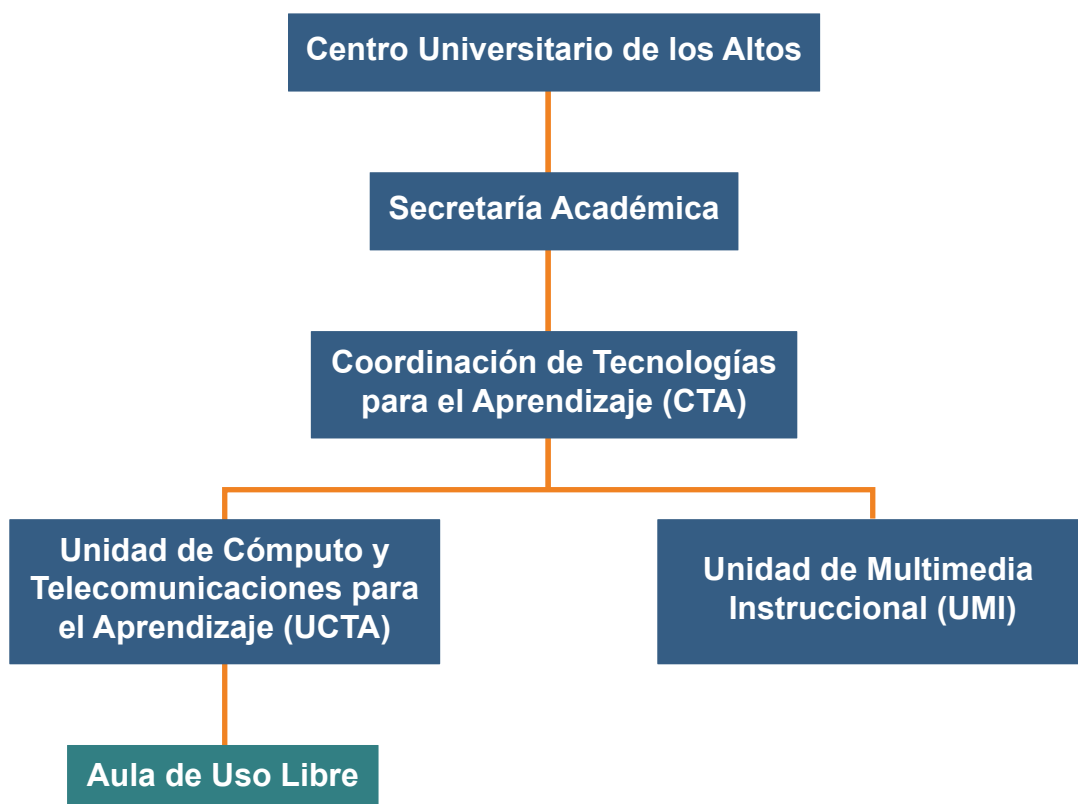 Centro Universitario de los Altos
Secretaría Académica
Coordinación de Tecnologías
para el Aprendizaje (CTA)
Unidad de Cómputo y
Telecomunicaciones para
el Aprendizaje (UCTA)
Unidad de Multimedia
Instruccional (UMI)
Aula de Uso Libre